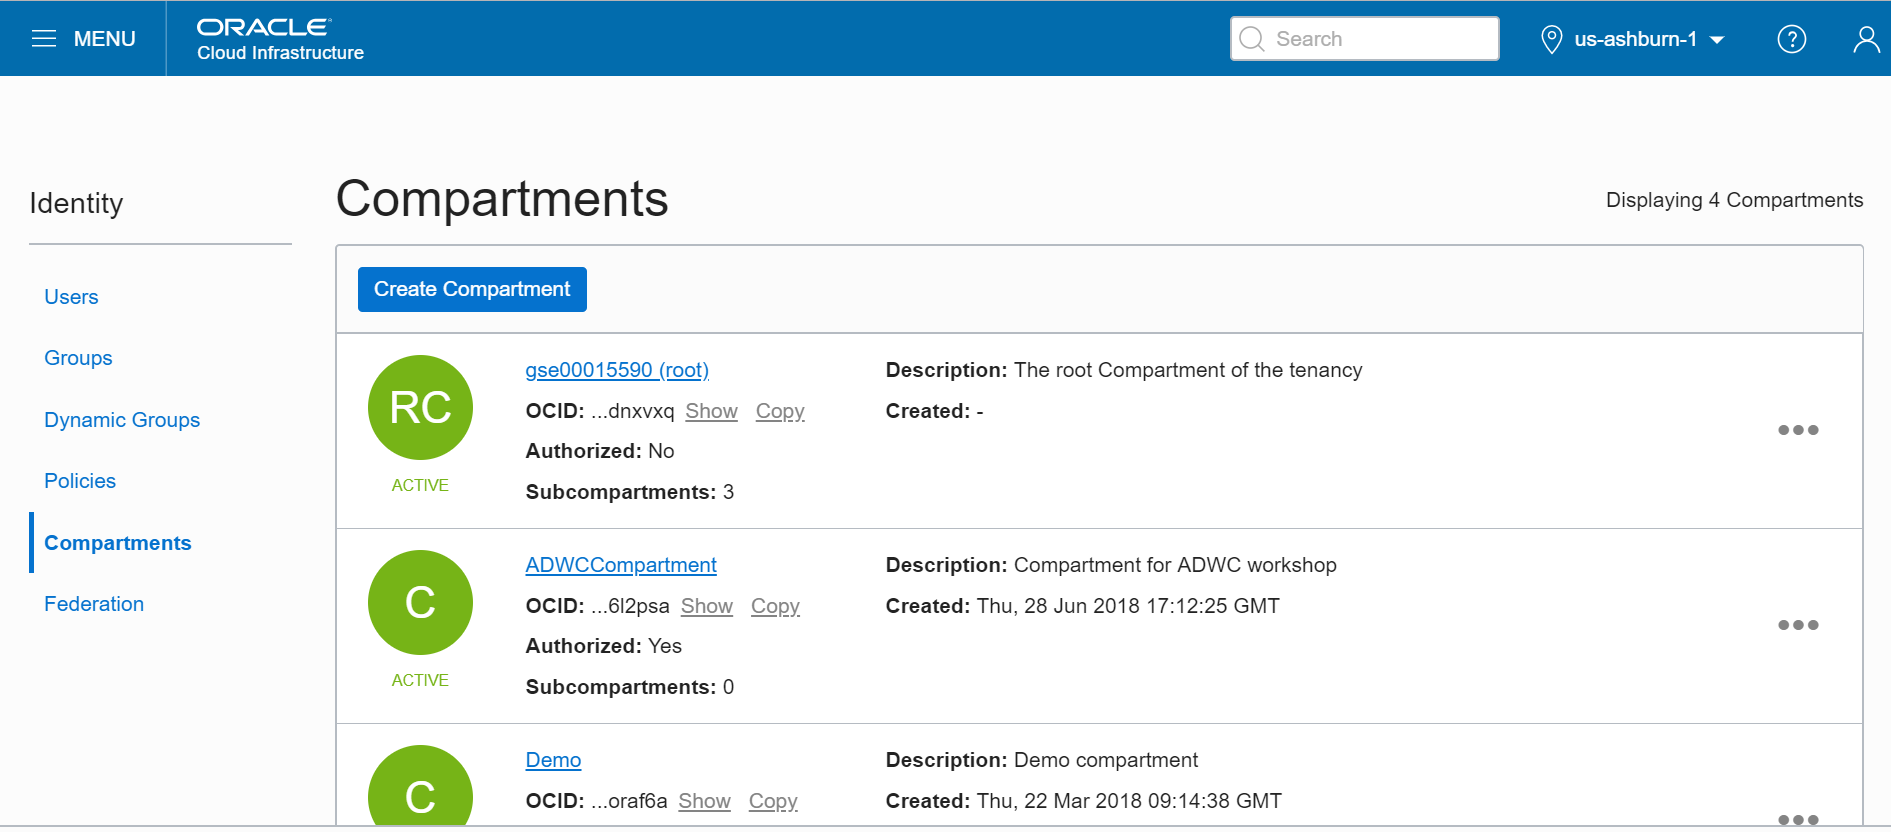 MENU
ORACLE
Cloud Infrastructure
Search
us-ashburn-1
?
Identity
Users
Groups
Dynamic Groups
Policies
Compartments
Federation
Compartments
Displaying 4 Compartments
Create Compartment
RC
ACTIVE
gse00015590 (root)
OCID: ...dnxvxq Show Copy
Authorized: No
Subcompartments: 3
Description: The root Compartment of the tenancy
Created: -
C
ACTIVE
ADWCCompartment
OCID: ...6l2psa Show Copy
Authorized: Yes
Subcompartments: 0
Description: Compartment for ADWC workshop
Created: Thu, 28 Jun 2018 17:12:25 GMT
C
Demo
OCID: ...oraf6a Show Copy
Description: Demo compartment
Created: Thu, 22 Mar 2018 09:14:38 GMT